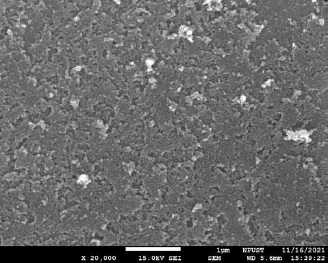 1μm NPUST 11/16/2021
X 20,000 15.0kV SEI SEM WD 5.6mm 15:39:22